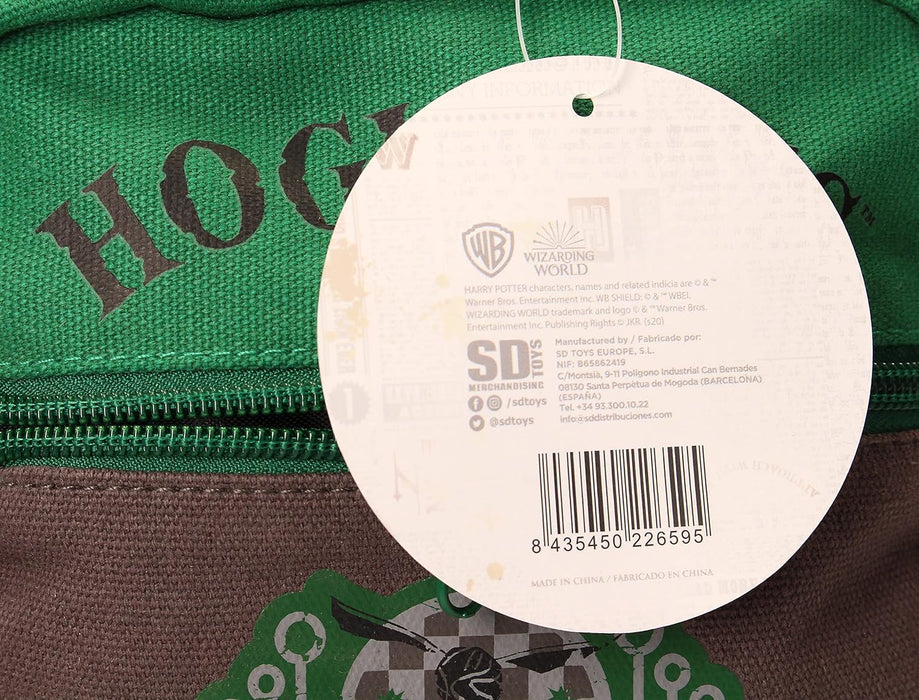 HOGW
TM
INFORMATION
WB
WIZARDING
WORLD
HARRY POTTER characters, names and related indicia are © & ™
Warner Bros. Entertainment Inc. WB SHIELD: © & ™ WBEI.
WIZARDING WORLD trademark and logo © & ™ Warner Bros.
Entertainment Inc. Publishing Rights © JKR. (s20)
SD TOYS
MERCHANDISING
/sdtoys
@sdtoys
Manufactured by / Fabricado por:
SD TOYS EUROPE, S.L.
NIF: B65862419
C/Montsià, 9-11 Polígono Industrial Can Bernades
08130 Santa Perpètua de Mogoda (BARCELONA)
(ESPAÑA)
Tel. +34 93.300.10.22
info@sddistribuciones.com
8 435450 226595
MADE IN CHINA / FABRICADO EN CHINA